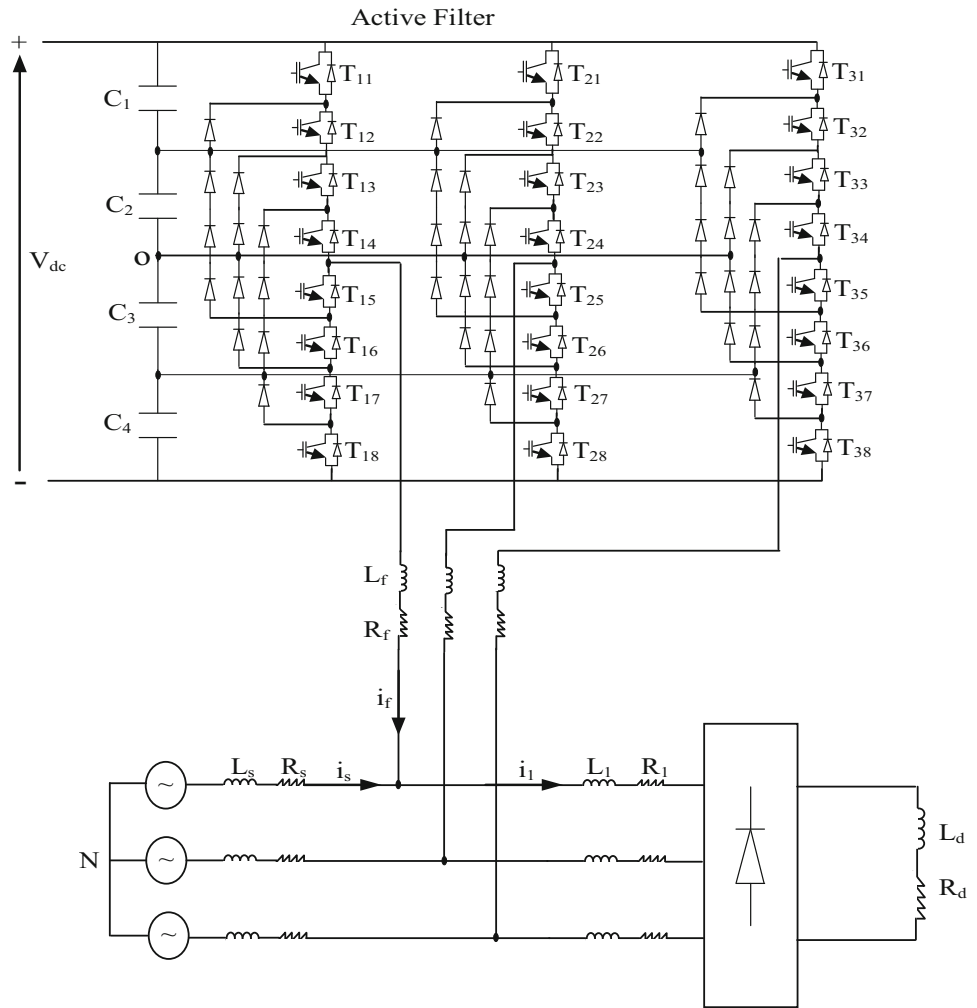 Active Filter
+
T11 T21 T31
C1
T12 T22 T32
T13 T23 T33
C2
T14 T24 T34
Vdc O
T15 T25 T35
C3
T16 T26 T36
T17 T27 T37
C4
T18 T28 T38
-
Lf
Rf
if
Ls Rs is i1 L1 R1
~
Ld
N ~
Rd
~